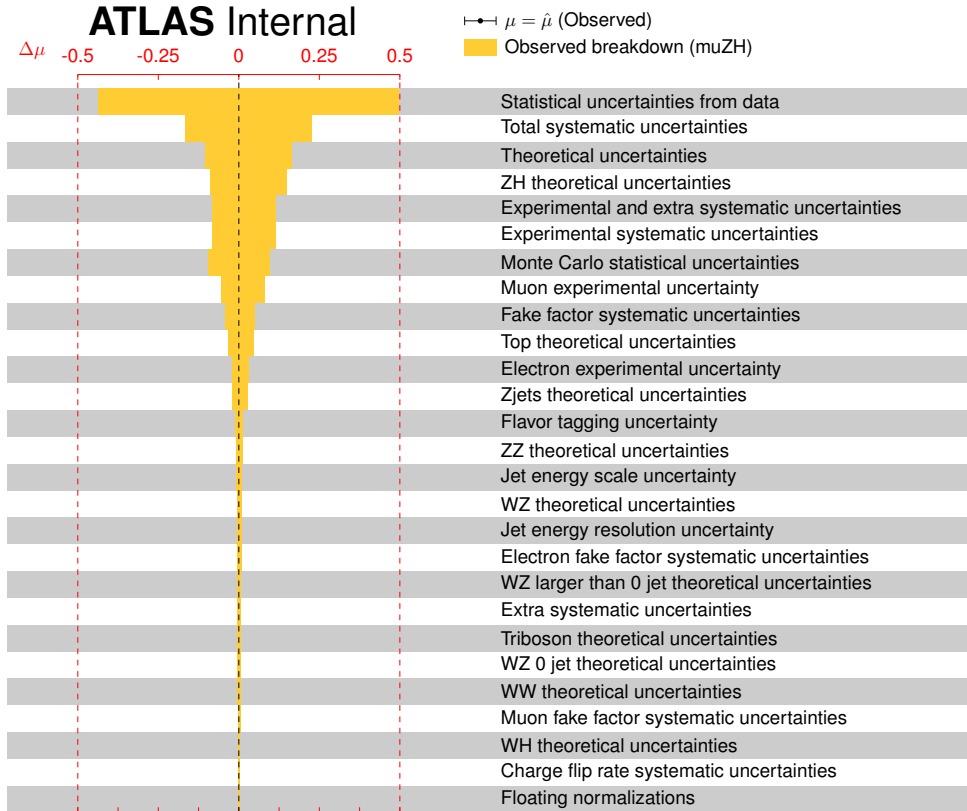 ATLAS Internal
μ = μ̂ (Observed)
Observed breakdown (muZH)
Δμ -0.5 -0.25 0 0.25 0.5
Statistical uncertainties from data
Total systematic uncertainties
Theoretical uncertainties
ZH theoretical uncertainties
Experimental and extra systematic uncertainties
Experimental systematic uncertainties
Monte Carlo statistical uncertainties
Muon experimental uncertainty
Fake factor systematic uncertainties
Top theoretical uncertainties
Electron experimental uncertainty
Zjets theoretical uncertainties
Flavor tagging uncertainty
ZZ theoretical uncertainties
Jet energy scale uncertainty
WZ theoretical uncertainties
Jet energy resolution uncertainty
Electron fake factor systematic uncertainties
WZ larger than 0 jet theoretical uncertainties
Extra systematic uncertainties
Triboson theoretical uncertainties
WZ 0 jet theoretical uncertainties
WW theoretical uncertainties
Muon fake factor systematic uncertainties
WH theoretical uncertainties
Charge flip rate systematic uncertainties
Floating normalizations